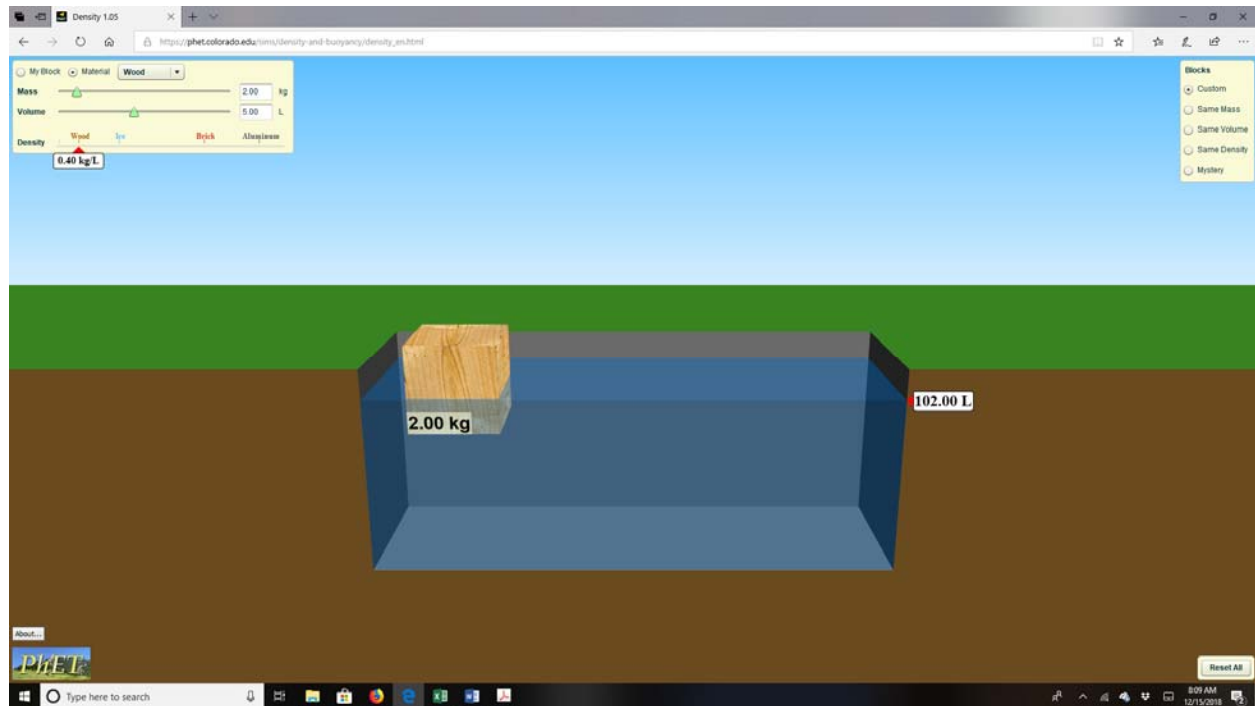 Density 1.05
https://phet.colorado.edu/sims/density-and-buoyancy/density_en.html
My Block Material Wood
Mass 2.00 kg
Volume 5.00 L
Density Wood Ice Brick Aluminum
0.40 kg/L
Blocks
Custom
Same Mass
Same Volume
Same Density
Mystery
2.00 kg
102.00 L
About...
PhET
Reset All
Type here to search
8:09 AM
12/15/2018